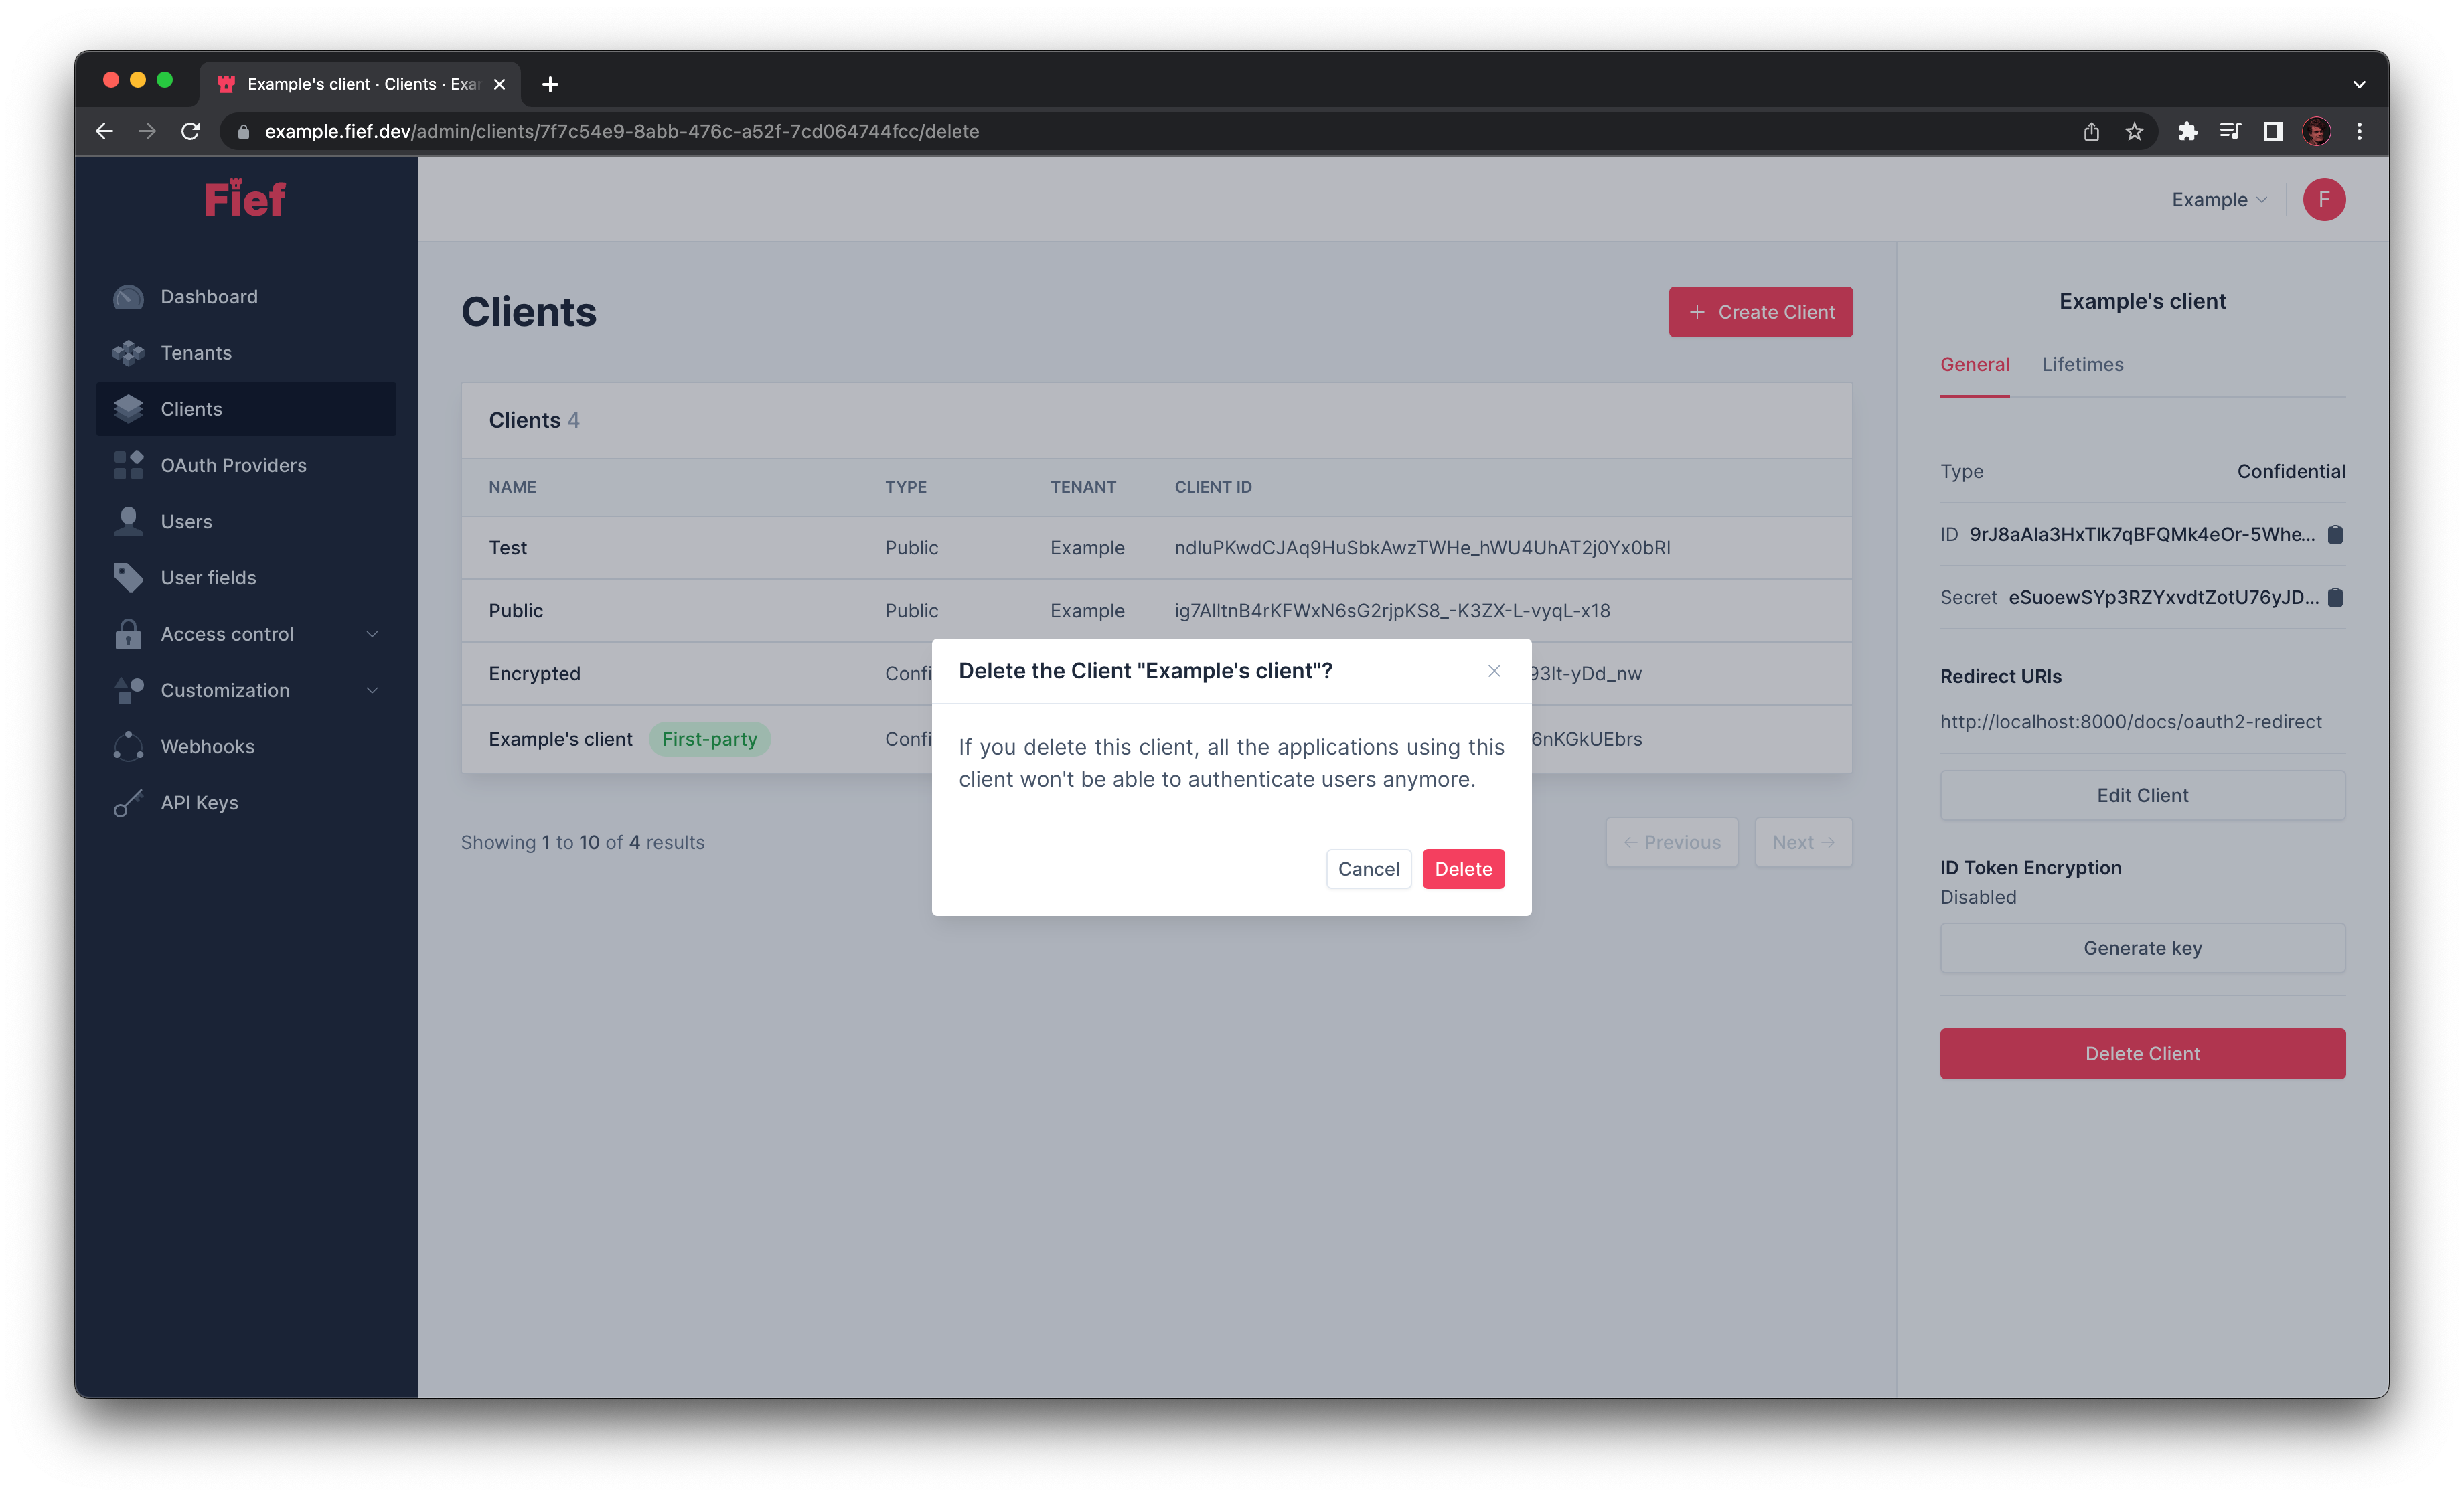 Example's client · Clients · Exar
example.fief.dev/admin/clients/7f7c54e9-8abb-476c-a52f-7cd064744fcc/delete
Fief
Example
F
Dashboard
Tenants
Clients
OAuth Providers
Users
User fields
Access control
Customization
Webhooks
API Keys
Clients
Create Client
Clients 4
NAME TYPE TENANT CLIENT ID
Test Public Example ndluPKwdCJAq9HuSbkAwzTWHe_hWU4UhAT2j0Yx0bRI
Public Public Example ig7AlltnB4rKFWxN6sG2rjpKS8_-K3ZX-L-vyqL-x18
Encrypted Confi 93lt-yDd_nw
Example's client First-party Confi 6nKGkUEbrs
Showing 1 to 10 of 4 results
← Previous
Next →
Delete the Client "Example's client"?
If you delete this client, all the applications using this
client won't be able to authenticate users anymore.
Cancel
Delete
Example's client
General Lifetimes
Type Confidential
ID 9rJ8aAla3HxTlk7qBFQMk4eOr-5Whe...
Secret eSuoewSYp3RZYxvdtZotU76yJD...
Redirect URIs
http://localhost:8000/docs/oauth2-redirect
Edit Client
ID Token Encryption
Disabled
Generate key
Delete Client